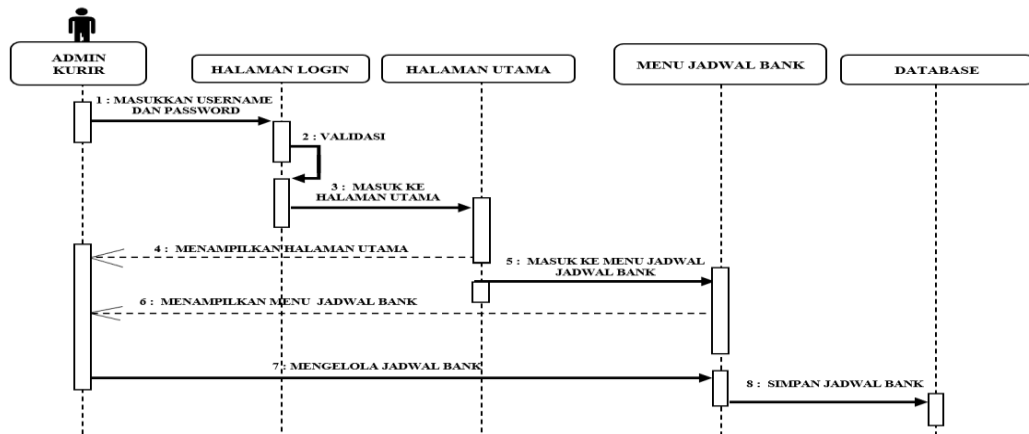 ADMIN
KURIR
HALAMAN LOGIN
HALAMAN UTAMA
MENU JADWAL BANK
DATABASE
1 : MASUKKAN USERNAME
DAN PASSWORD
2 : VALIDASI
3 : MASUK KE
HALAMAN UTAMA
4 : MENAMPILKAN HALAMAN UTAMA
5 : MASUK KE MENU JADWAL
JADWAL BANK
6 : MENAMPILKAN MENU JADWAL BANK
7 : MENGELOLA JADWAL BANK
8 : SIMPAN JADWAL BANK